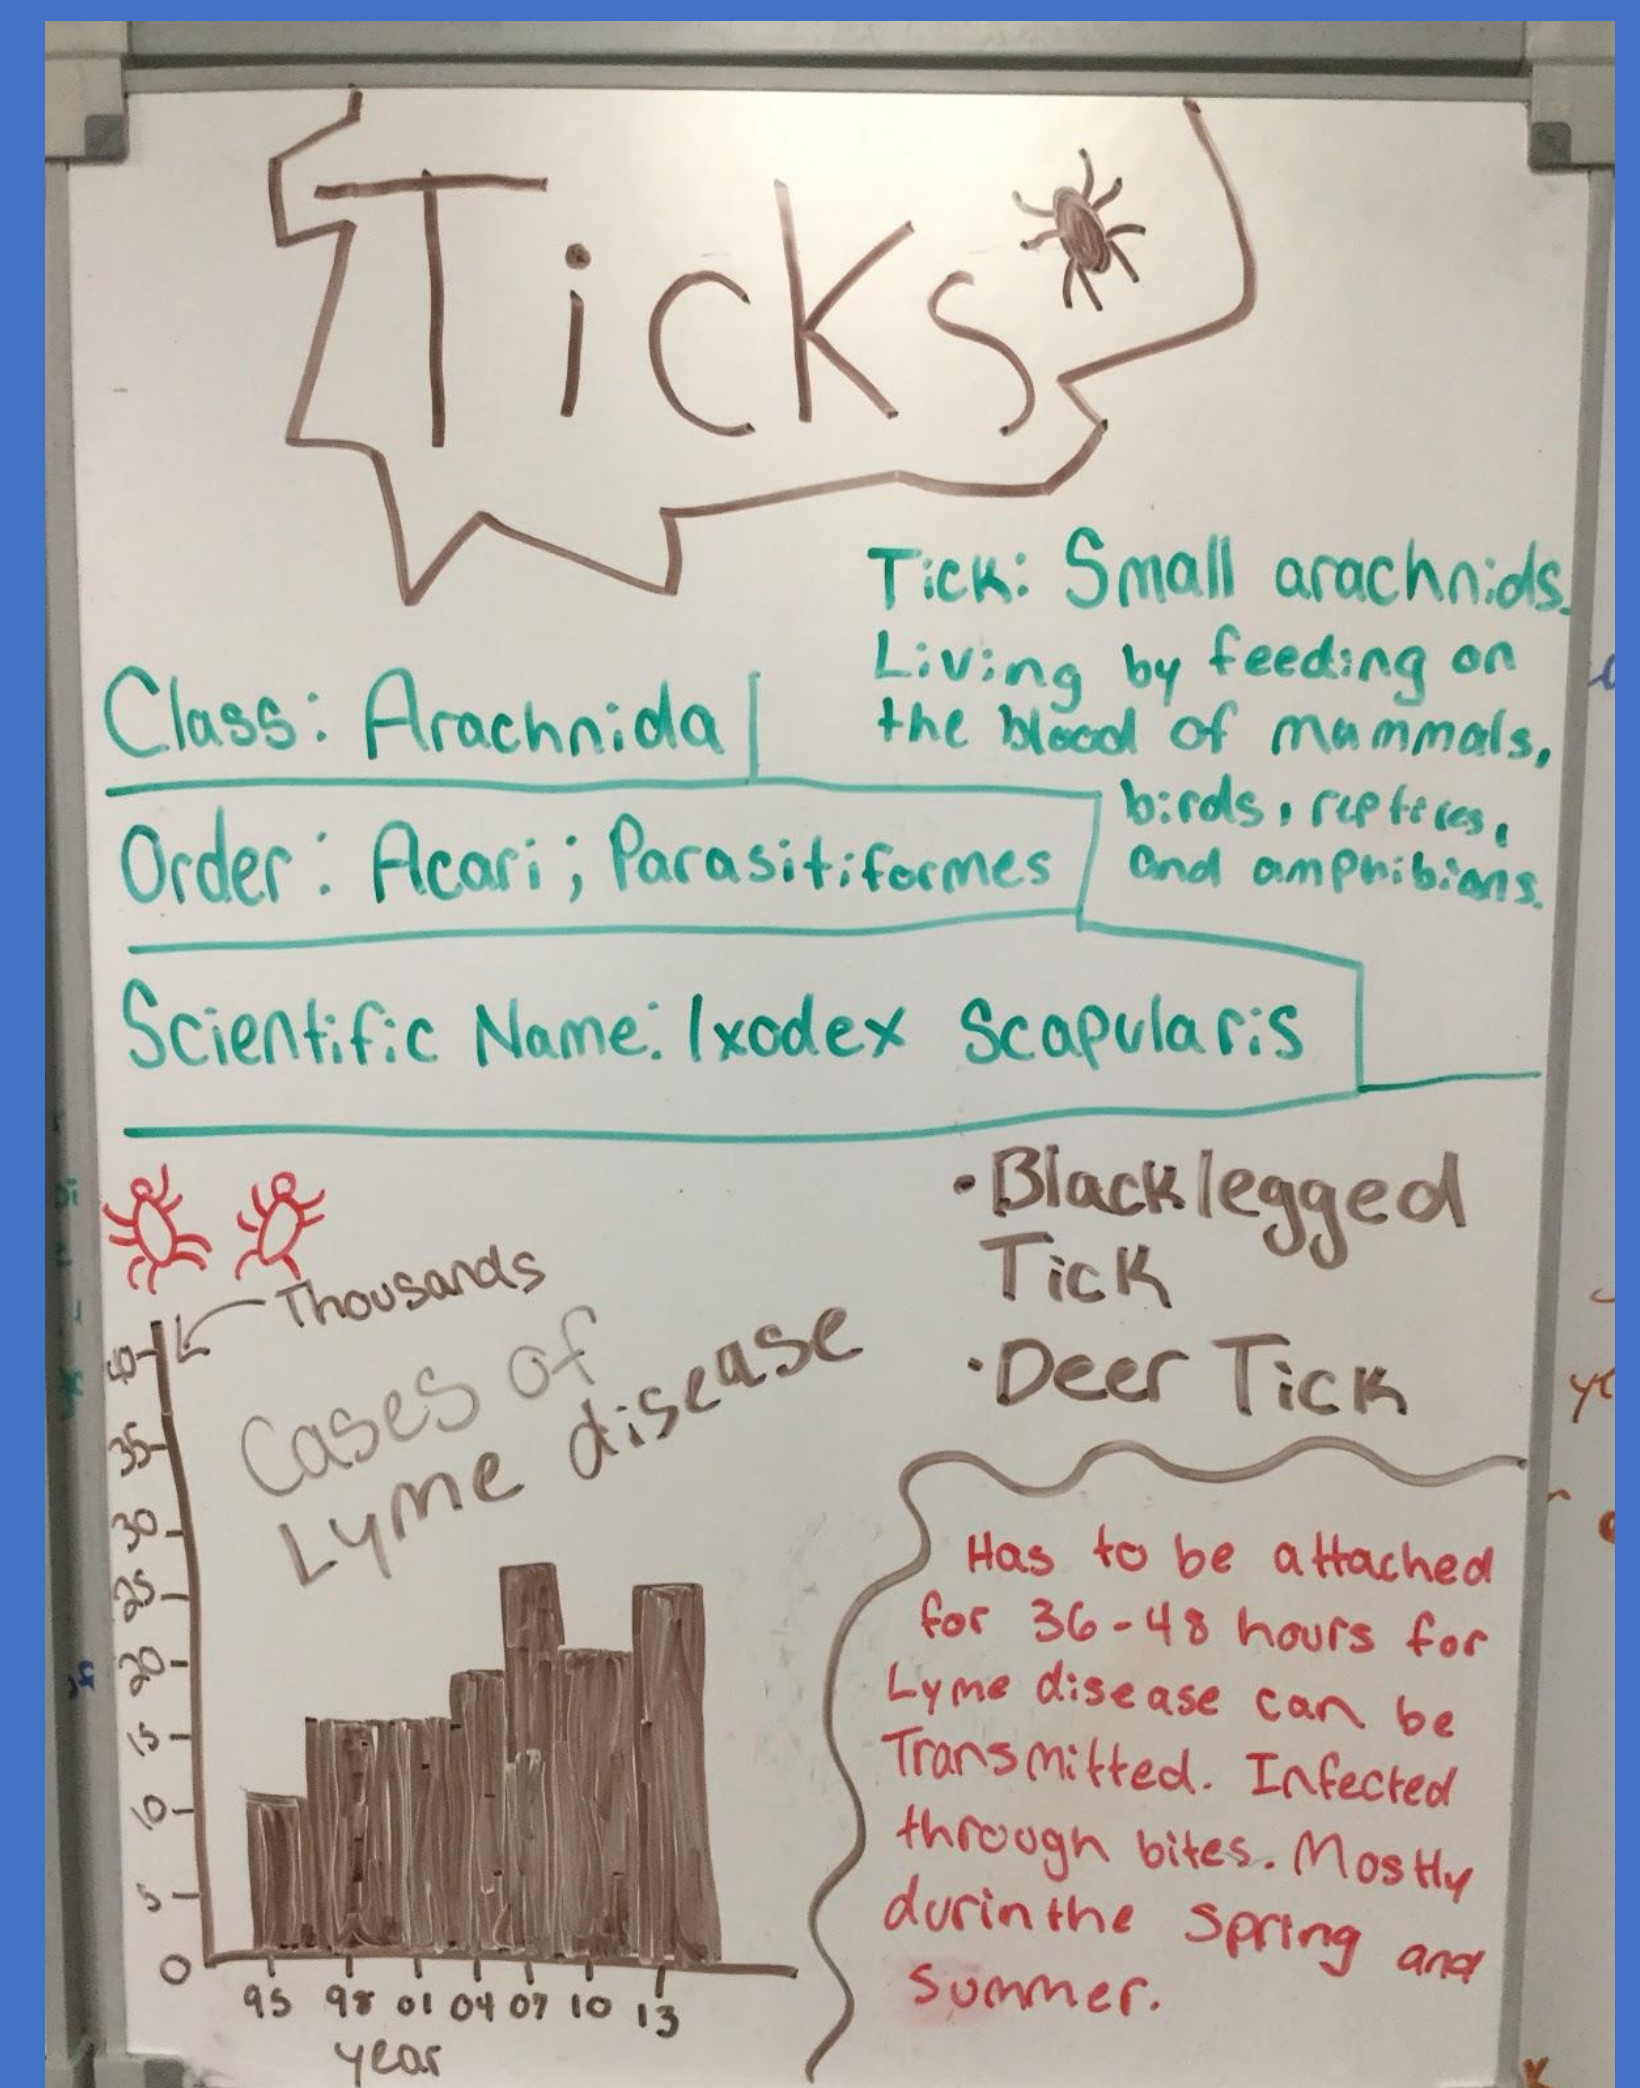 Ticks
Tick: Small arachnids.
Living by feeding on
the blood of mammals,
birds, reptiles,
and amphibians.
Class: Arachnida
Order: Acari; Parasitiformes
Scientific Name: Ixodex Scapularis
• Blacklegged
Tick
• Deer Tick
Thousands
Cases of
Lyme disease
40
35
30
25
20
15
10
5
0
95 98 01 04 07 10 13
year
Has to be attached
for 36-48 hours for
Lyme disease can be
Transmitted. Infected
through bites. Mostly
durin the Spring and
Summer.